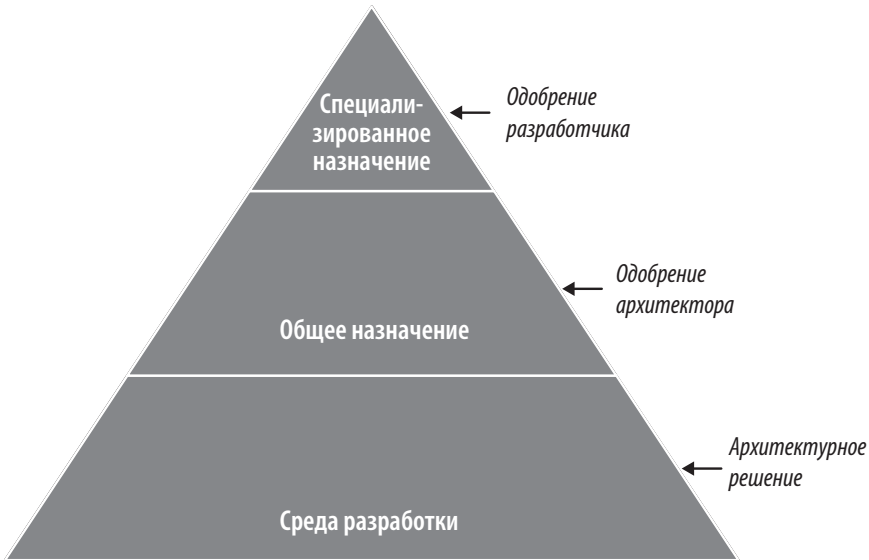 Специали-
зированное
назначение
Одобрение
разработчика
Общее назначение
Одобрение
архитектора
Среда разработки
Архитектурное
решение